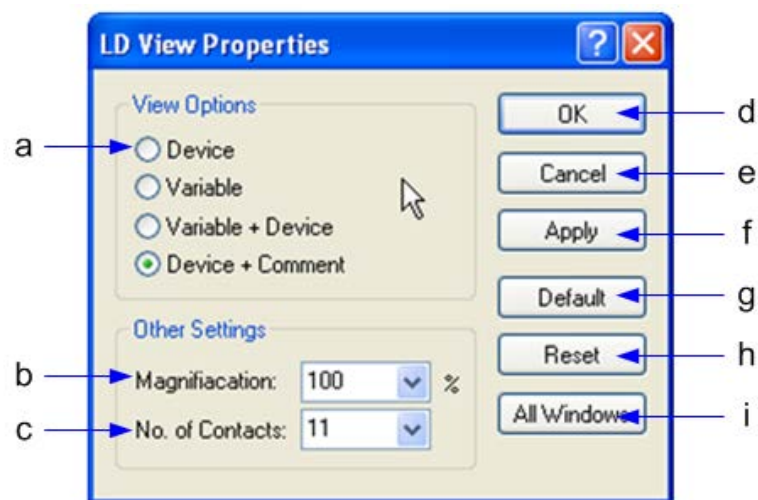 LD View Properties
View Options
a
Device
Variable
Variable + Device
Device + Comment
Other Settings
b
Magnifiacation: 100 %
c
No. of Contacts: 11
OK
d
Cancel
e
Apply
f
Default
g
Reset
h
All Windows
i